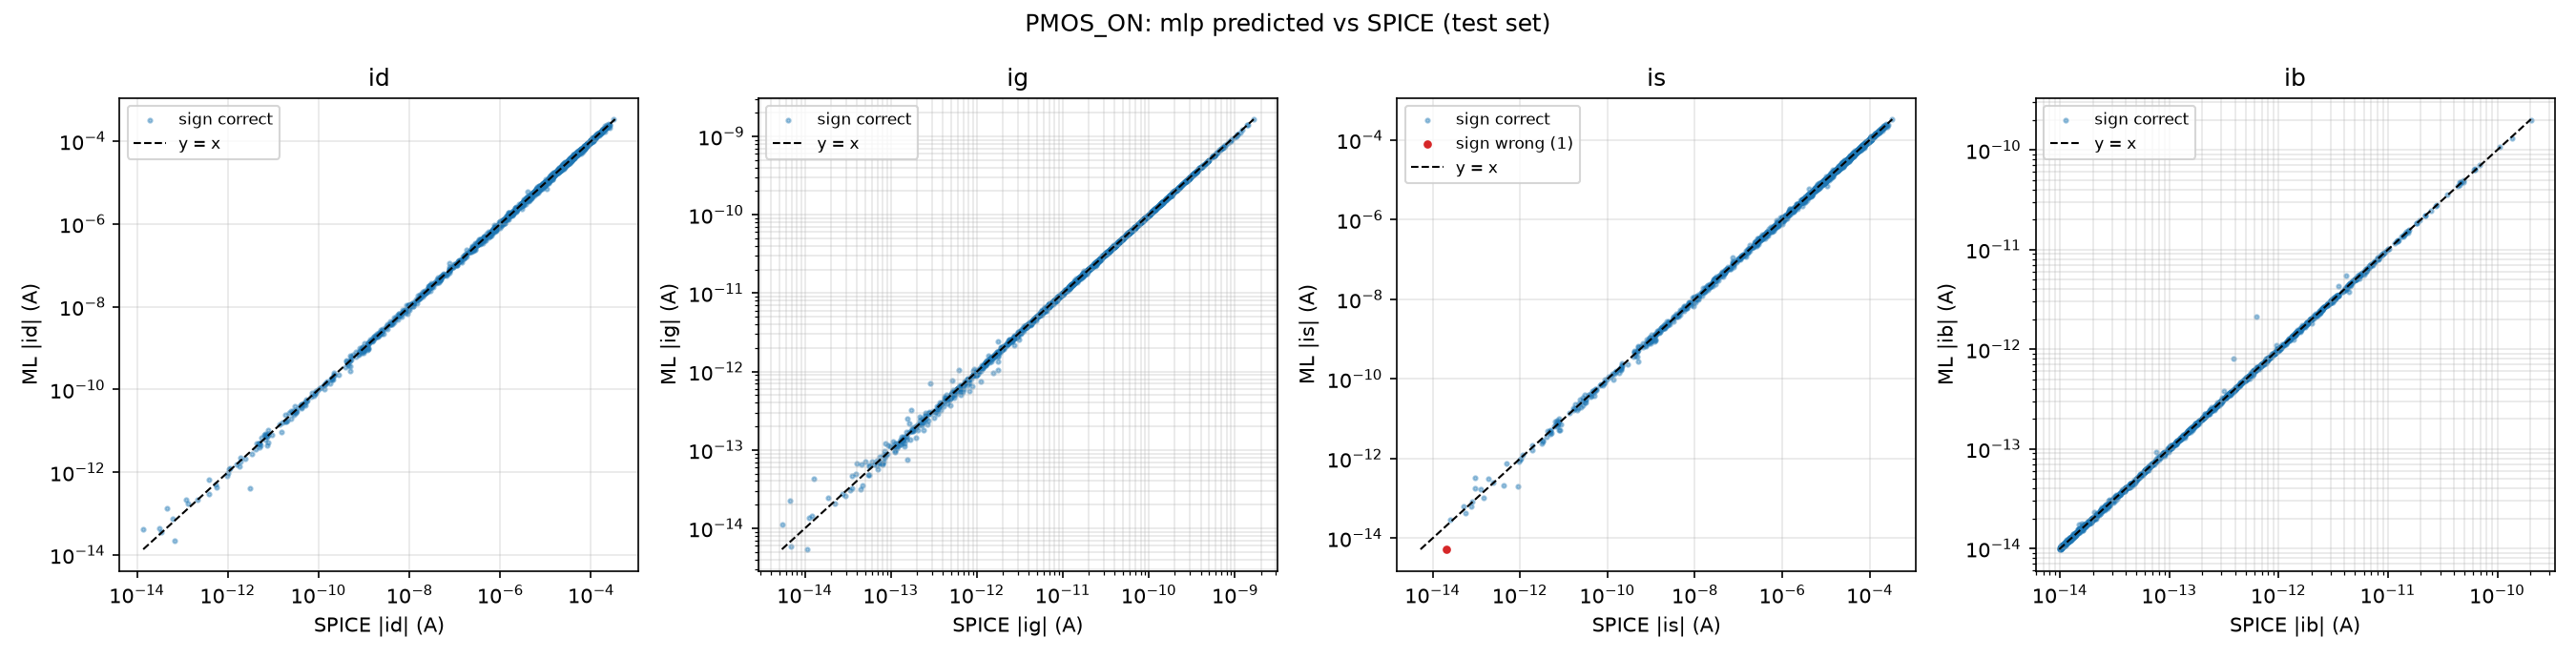 PMOS_ON: mlp predicted vs SPICE (test set)
id
sign correct
y = x
10⁻⁴
10⁻⁶
10⁻⁸
10⁻¹⁰
10⁻¹²
10⁻¹⁴
ML |id| (A)
10⁻¹⁴ 10⁻¹² 10⁻¹⁰ 10⁻⁸ 10⁻⁶ 10⁻⁴
SPICE |id| (A)
ig
sign correct
y = x
10⁻⁹
10⁻¹⁰
10⁻¹¹
10⁻¹²
10⁻¹³
10⁻¹⁴
ML |ig| (A)
10⁻¹⁴ 10⁻¹³ 10⁻¹² 10⁻¹¹ 10⁻¹⁰ 10⁻⁹
SPICE |ig| (A)
is
sign correct
sign wrong (1)
y = x
10⁻⁴
10⁻⁶
10⁻⁸
10⁻¹⁰
10⁻¹²
10⁻¹⁴
ML |is| (A)
10⁻¹⁴ 10⁻¹² 10⁻¹⁰ 10⁻⁸ 10⁻⁶ 10⁻⁴
SPICE |is| (A)
ib
sign correct
y = x
10⁻¹⁰
10⁻¹¹
10⁻¹²
10⁻¹³
10⁻¹⁴
ML |ib| (A)
10⁻¹⁴ 10⁻¹³ 10⁻¹² 10⁻¹¹ 10⁻¹⁰
SPICE |ib| (A)